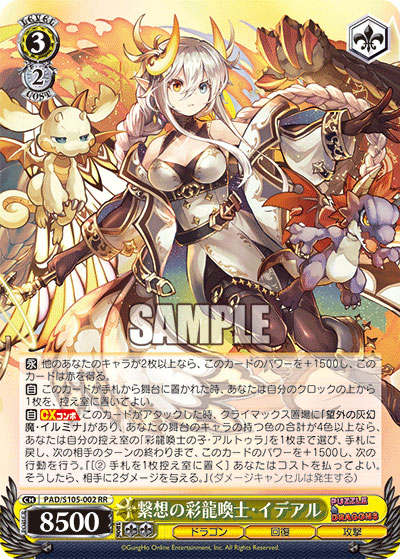 LEVEL
3
2
COST
SAMPLE
永 他のあなたのキャラが2枚以上なら、このカードのパワーを+1500し、このカードは赤を得る。
自 このカードが手札から舞台に置かれた時、あなたは自分のクロックの上から1枚を、控え室に置いてよい。
自 CXコンボ このカードがアタックした時、クライマックス置場に「望外の灰幻魔・イルミナ」があり、あなたの舞台のキャラの持つ色の合計が4色以上なら、あなたは自分の控え室の「彩龍喚士の子・アルトゥラ」を1枚まで選び、手札に戻し、次の相手のターンの終わりまで、このカードのパワーを+1500し、次の行動を行う。『[② 手札を1枚控え室に置く] あなたはコストを払ってよい。そうしたら、相手に2ダメージを与える。』(ダメージキャンセルは発生する)
CH PAD/S105-002 RR
POWER
8500
SOUL
繋想の彩龍喚士・イデアル
ドラゴン 回復 攻撃
PUZZLE & DRAGONS
©GungHo Online Entertainment, Inc. All Rights Reserved.